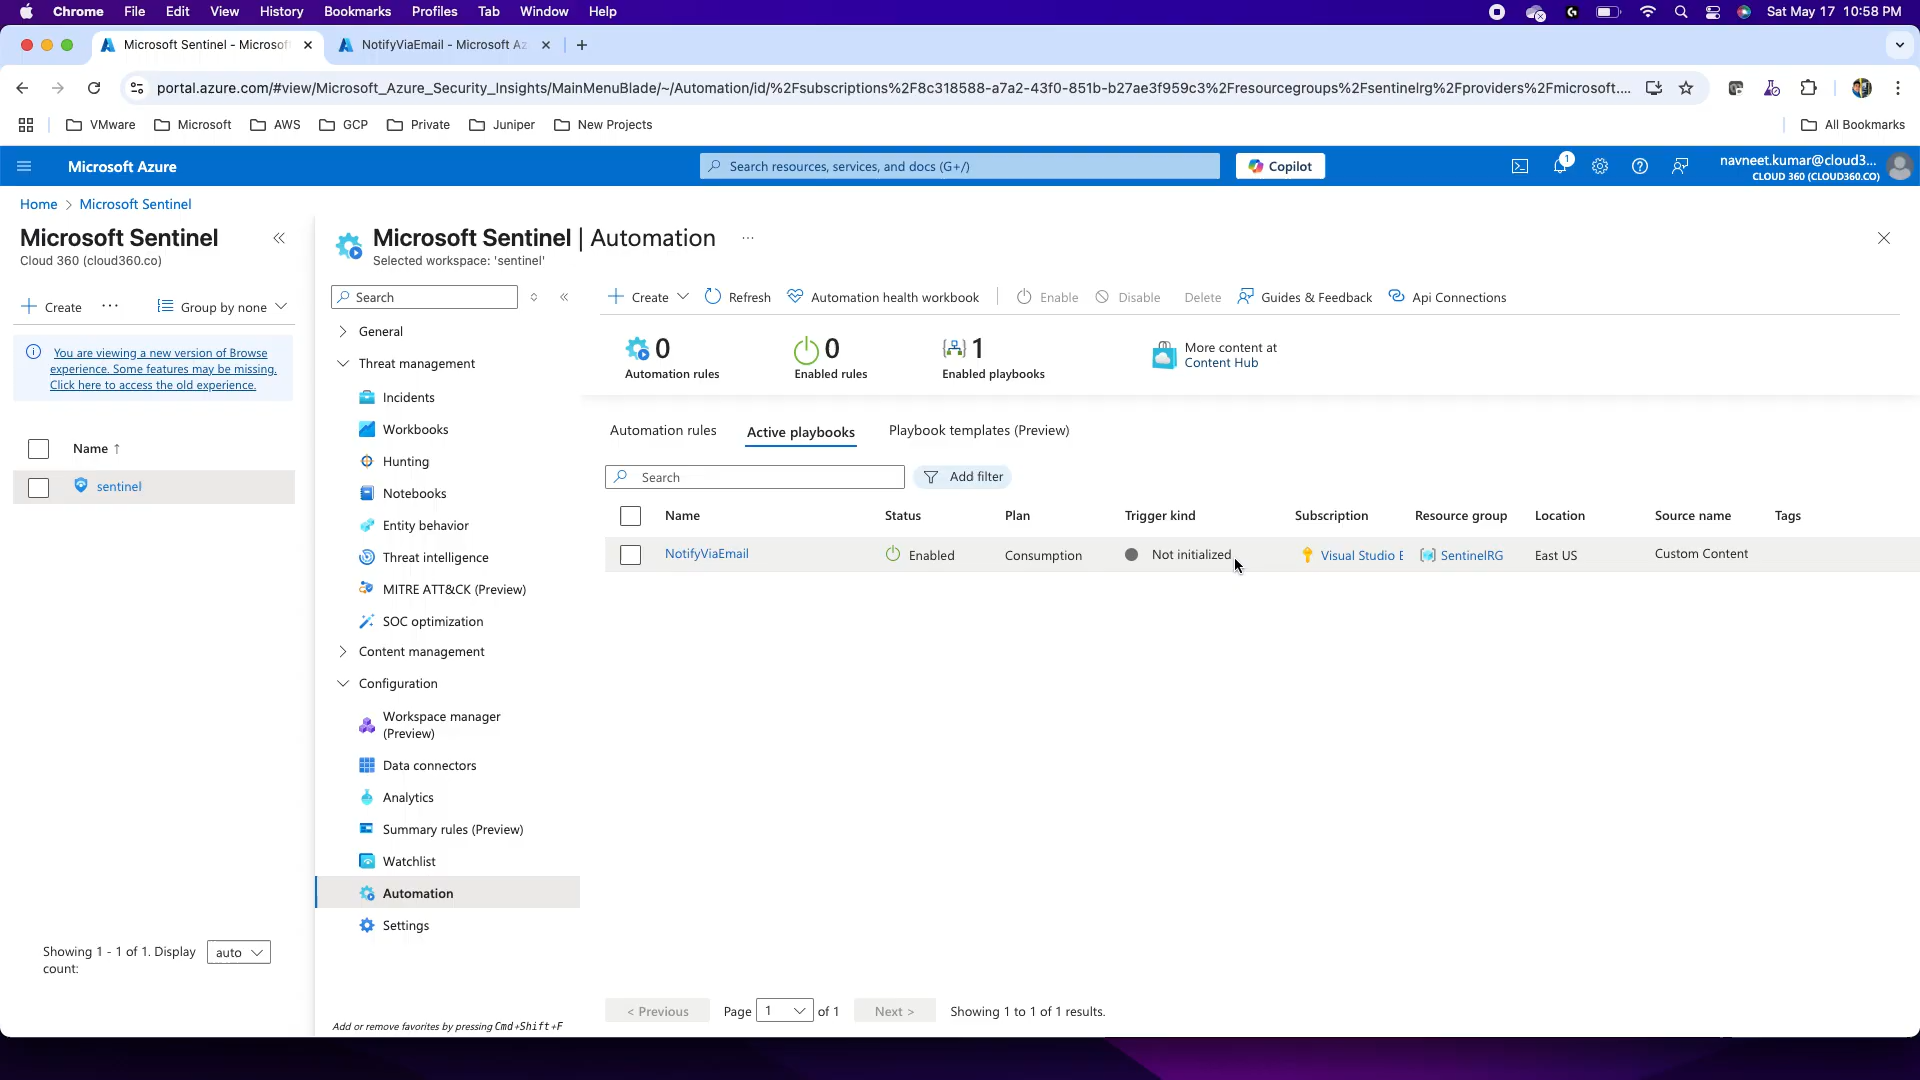 Chrome File Edit View History Bookmarks Profiles Tab Window Help Sat May 17 10:58 PM
Microsoft Sentinel - Microsoft NotifyViaEmail - Microsoft Az
portal.azure.com/#view/Microsoft_Azure_Security_Insights/MainMenuBlade/~/Automation/id/%2Fsubscriptions%2F8c318588-a7a2-43f0-851b-b27ae3f959c3%2Fresourcegroups%2Fsentinelrg%2Fproviders%2Fmicrosoft....
VMware Microsoft AWS GCP Private Juniper New Projects All Bookmarks
Microsoft Azure Search resources, services, and docs (G+/) Copilot 1 navneet.kumar@cloud3...
CLOUD 360 (CLOUD360.CO)
Home > Microsoft Sentinel
Microsoft Sentinel
Cloud 360 (cloud360.co)
Create ... Group by none
You are viewing a new version of Browse
experience. Some features may be missing.
Click here to access the old experience.
Name ↑
sentinel
Showing 1 - 1 of 1. Display
count: auto
Microsoft Sentinel | Automation ...
Selected workspace: 'sentinel'
Search
General
Threat management
Incidents
Workbooks
Hunting
Notebooks
Entity behavior
Threat intelligence
MITRE ATT&CK (Preview)
SOC optimization
Content management
Configuration
Workspace manager
(Preview)
Data connectors
Analytics
Summary rules (Preview)
Watchlist
Automation
Settings
Add or remove favorites by pressing Cmd+Shift+F
Create Refresh Automation health workbook Enable Disable Delete Guides & Feedback Api Connections
0 0 1 More content at
Automation rules Enabled rules Enabled playbooks Content Hub
Automation rules Active playbooks Playbook templates (Preview)
Search Add filter
Name Status Plan Trigger kind Subscription Resource group Location Source name Tags
NotifyViaEmail Enabled Consumption Not initialized Visual Studio E SentinelRG East US Custom Content
< Previous Page 1 of 1 Next > Showing 1 to 1 of 1 results.